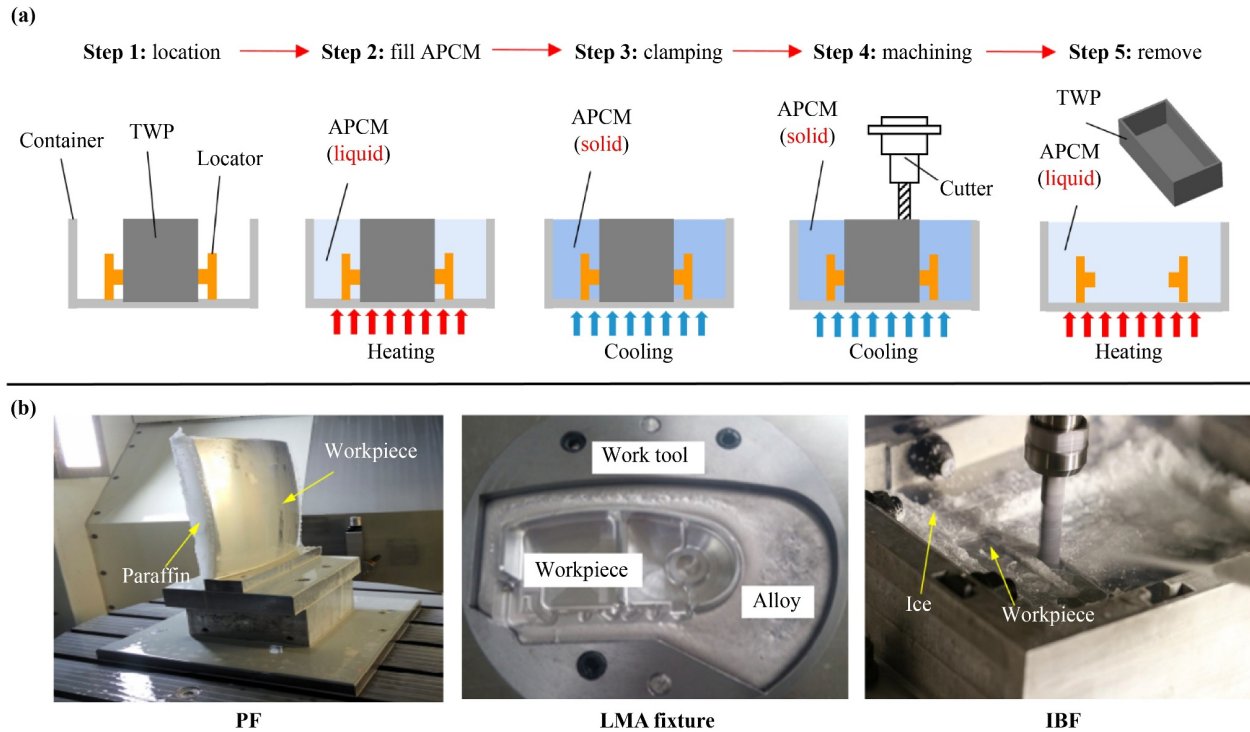 (a)
Step 1: location
Step 2: fill APCM
Step 3: clamping
Step 4: machining
Step 5: remove
Container
TWP
Locator
APCM
(liquid)
Heating
APCM
(solid)
Cooling
APCM
(solid)
Cutter
Cooling
TWP
APCM
(liquid)
Heating
(b)
Workpiece
Paraffin
PF
Work tool
Workpiece
Alloy
LMA fixture
Ice
Workpiece
IBF